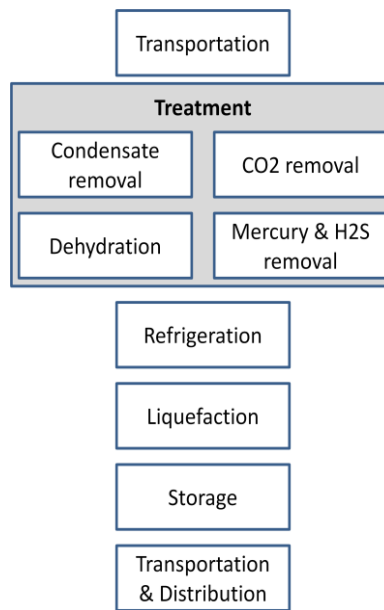 Transportation
Treatment
Condensate
removal
CO2 removal
Dehydration
Mercury & H2S
removal
Refrigeration
Liquefaction
Storage
Transportation
& Distribution